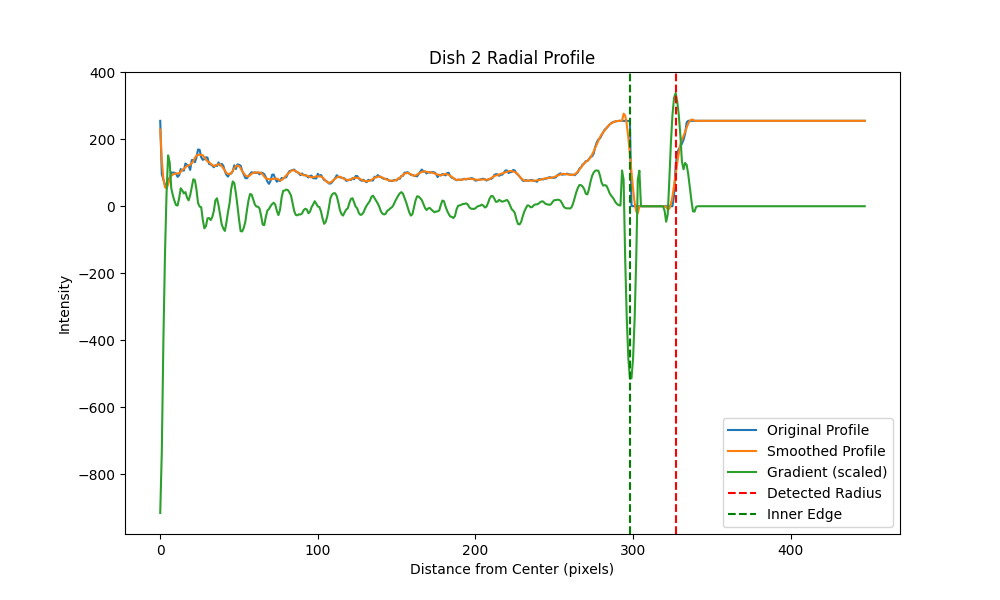 Dish 2 Radial Profile
400
200
0
−200
−400
−600
−800
Intensity
0 100 200 300 400
Distance from Center (pixels)
Original Profile
Smoothed Profile
Gradient (scaled)
Detected Radius
Inner Edge